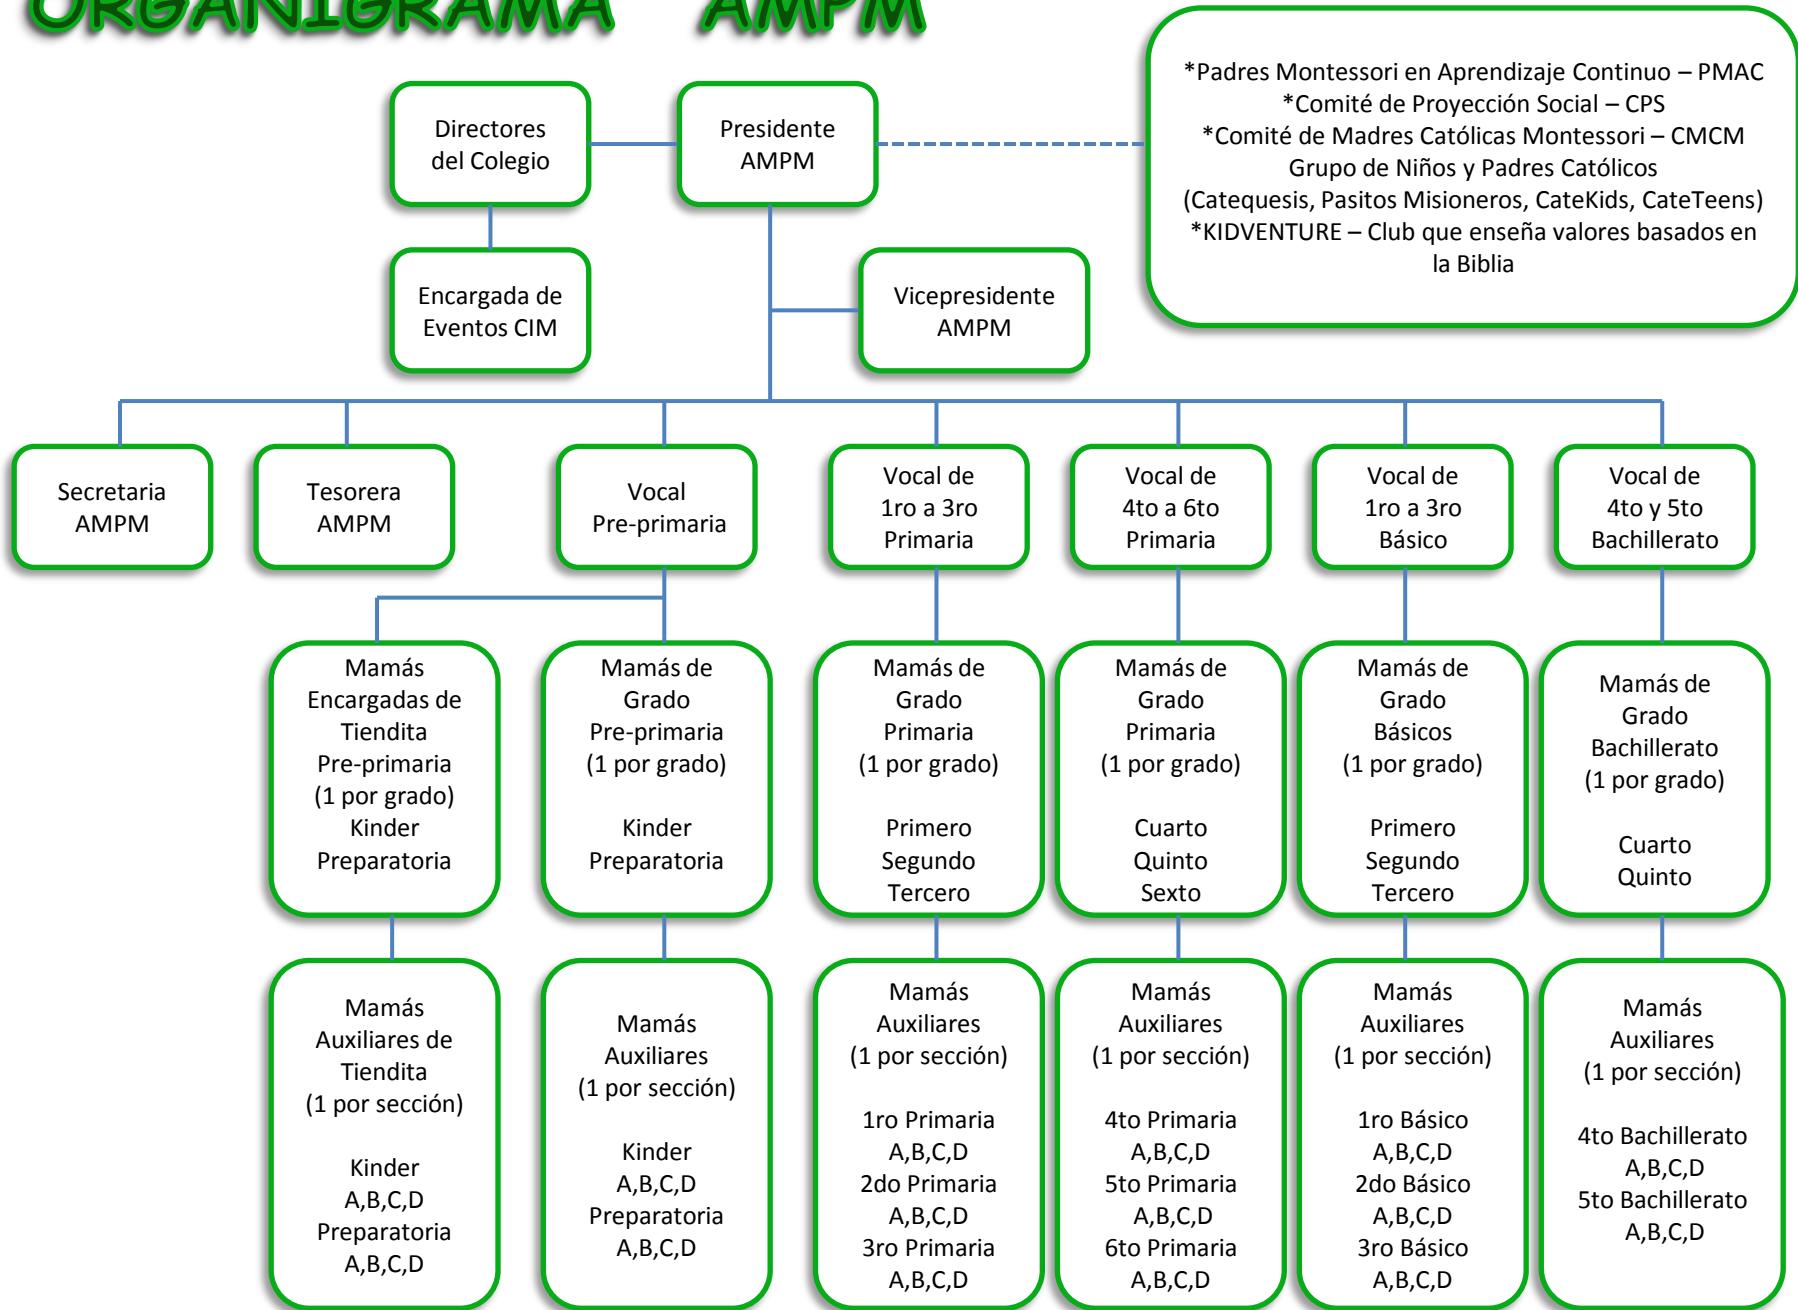 ORGANIGRAMA AMPM
Directores
del Colegio
Presidente
AMPM
*Padres Montessori en Aprendizaje Continuo – PMAC
*Comité de Proyección Social – CPS
*Comité de Madres Católicas Montessori – CMCM
Grupo de Niños y Padres Católicos
(Catequesis, Pasitos Misioneros, CateKids, CateTeens)
*KIDVENTURE – Club que enseña valores basados en
la Biblia
Encargada de
Eventos CIM
Vicepresidente
AMPM
Secretaria
AMPM
Tesorera
AMPM
Vocal
Pre-primaria
Vocal de
1ro a 3ro
Primaria
Vocal de
4to a 6to
Primaria
Vocal de
1ro a 3ro
Básico
Vocal de
4to y 5to
Bachillerato
Mamás
Encargadas de
Tiendita
Pre-primaria
(1 por grado)
Kinder
Preparatoria
Mamás de
Grado
Pre-primaria
(1 por grado)
Kinder
Preparatoria
Mamás de
Grado
Primaria
(1 por grado)
Primero
Segundo
Tercero
Mamás de
Grado
Primaria
(1 por grado)
Cuarto
Quinto
Sexto
Mamás de
Grado
Básicos
(1 por grado)
Primero
Segundo
Tercero
Mamás de
Grado
Bachillerato
(1 por grado)
Cuarto
Quinto
Mamás
Auxiliares de
Tiendita
(1 por sección)
Kinder
A,B,C,D
Preparatoria
A,B,C,D
Mamás
Auxiliares
(1 por sección)
Kinder
A,B,C,D
Preparatoria
A,B,C,D
Mamás
Auxiliares
(1 por sección)
1ro Primaria
A,B,C,D
2do Primaria
A,B,C,D
3ro Primaria
A,B,C,D
Mamás
Auxiliares
(1 por sección)
4to Primaria
A,B,C,D
5to Primaria
A,B,C,D
6to Primaria
A,B,C,D
Mamás
Auxiliares
(1 por sección)
1ro Básico
A,B,C,D
2do Básico
A,B,C,D
3ro Básico
A,B,C,D
Mamás
Auxiliares
(1 por sección)
4to Bachillerato
A,B,C,D
5to Bachillerato
A,B,C,D